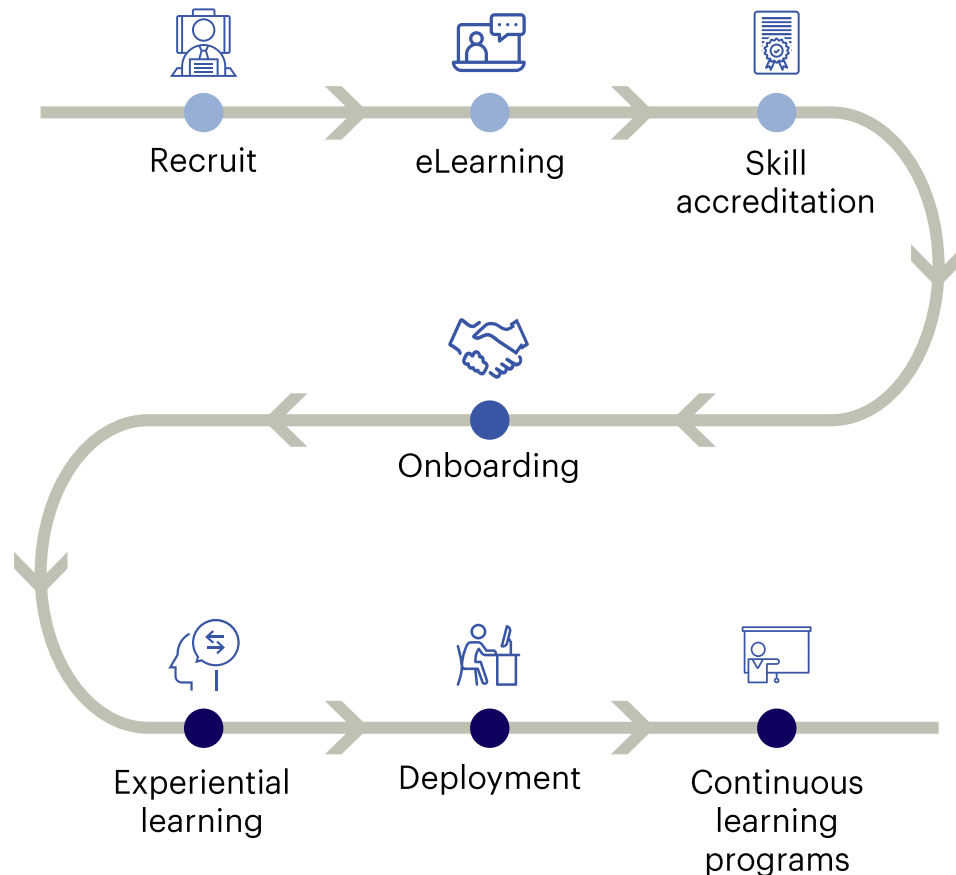 Recruit
eLearning
Skill
accreditation
Onboarding
Experiential
learning
Deployment
Continuous
learning
programs